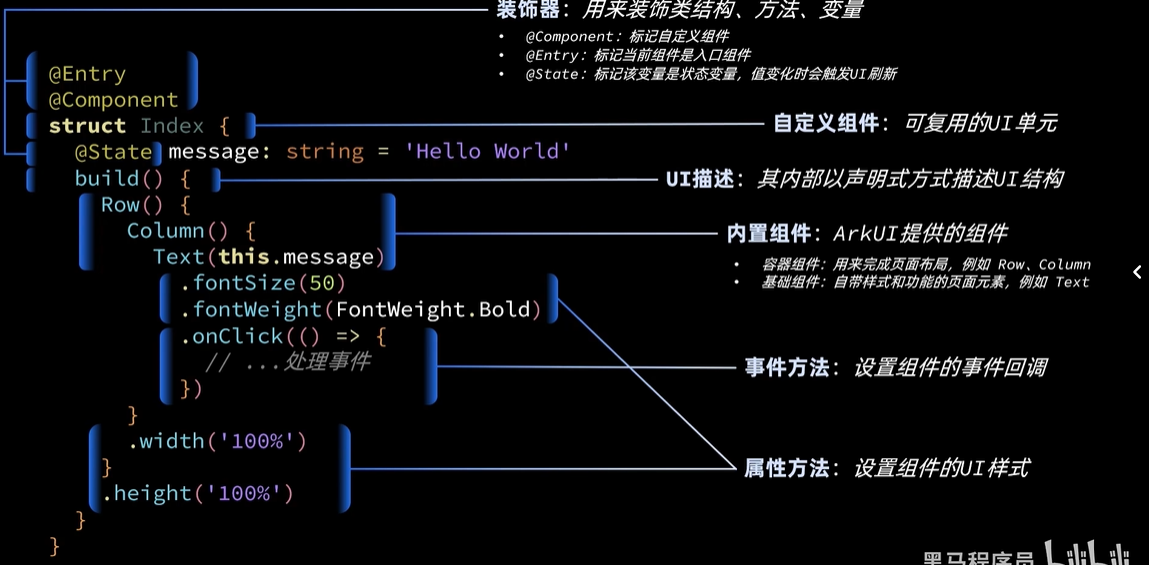 装饰器：用来装饰类结构、方法、变量
• @Component：标记自定义组件
• @Entry：标记当前组件是入口组件
• @State：标记该变量是状态变量，值变化时会触发UI刷新
@Entry
@Component
struct Index {
自定义组件：可复用的UI单元
@State message: string = 'Hello World'
build() {
UI描述：其内部以声明式方式描述UI结构
Row() {
Column() {
内置组件：ArkUI提供的组件
Text(this.message)
• 容器组件：用来完成页面布局，例如 Row、Column
• 基础组件：自带样式和功能的页面元素，例如 Text
.fontSize(50)
.fontWeight(FontWeight.Bold)
.onClick(() => {
// ...处理事件
事件方法：设置组件的事件回调
})
}
.width('100%')
}
属性方法：设置组件的UI样式
.height('100%')
}
}
黑马程序员 bilibili